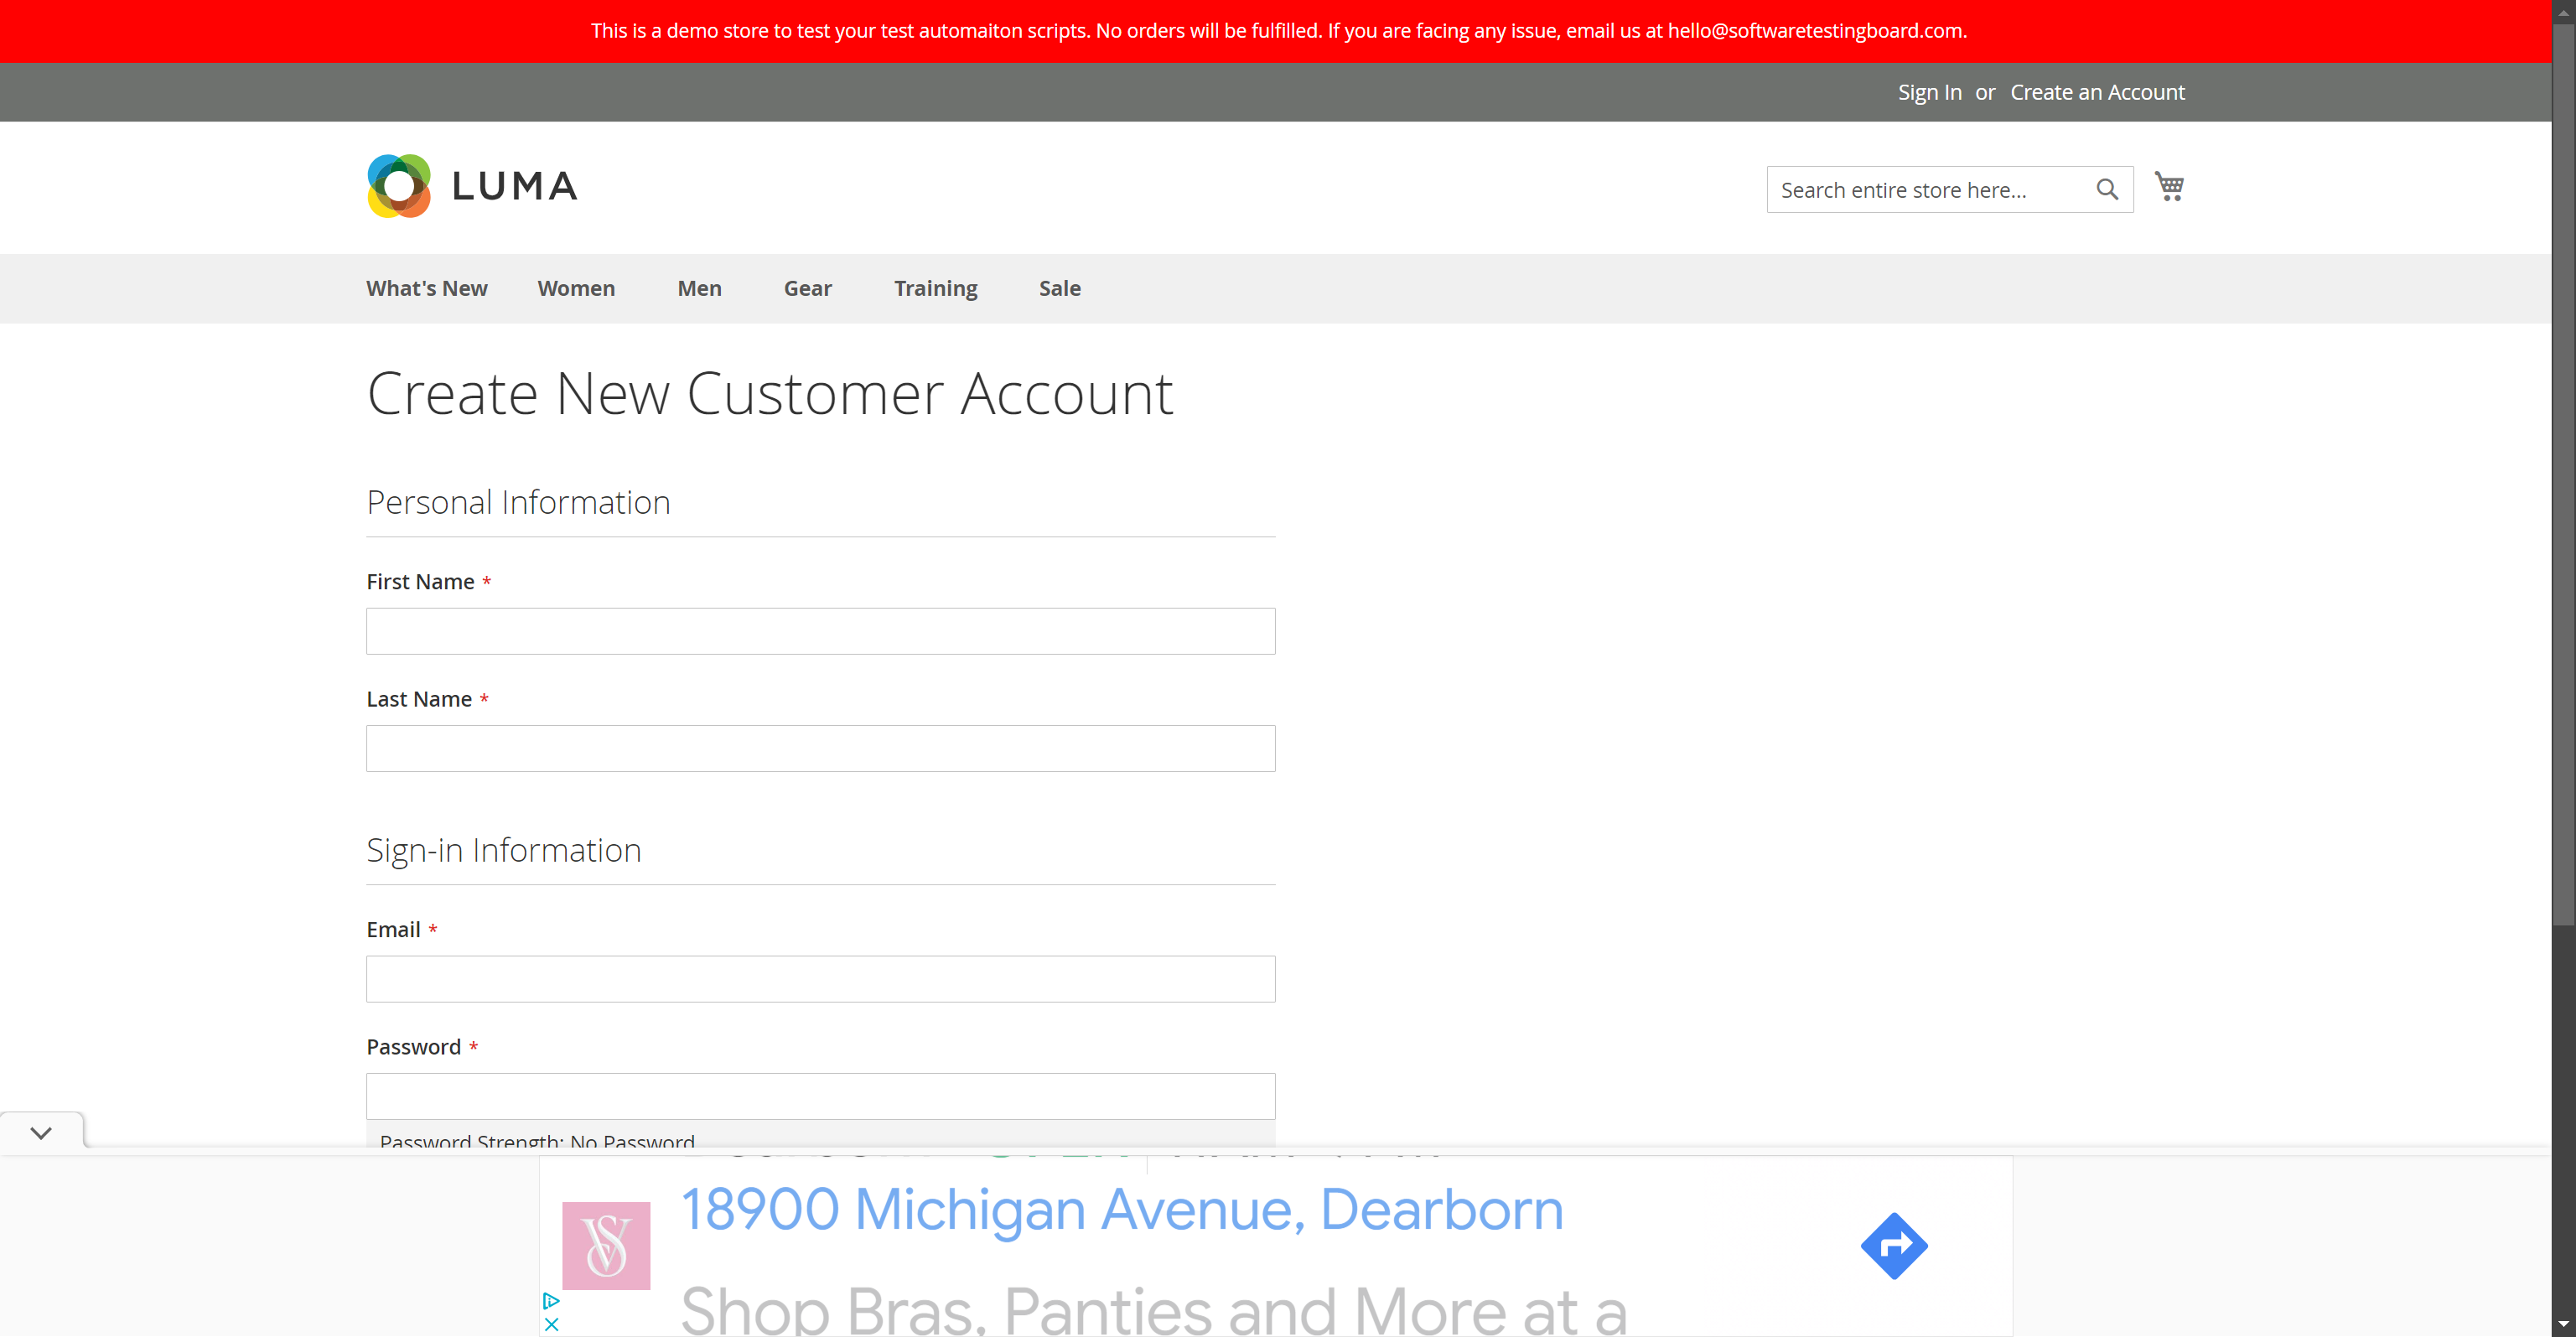 This is a demo store to test your test automaiton scripts. No orders will be fulfilled. If you are facing any issue, email us at hello@softwaretestingboard.com.
Sign In or Create an Account
LUMA
Search entire store here...
What's New Women Men Gear Training Sale
Create New Customer Account
Personal Information
First Name *
Last Name *
Sign-in Information
Email *
Password *
Password Strength: No Password
18900 Michigan Avenue, Dearborn
VS
Shop Bras, Panties and More at a